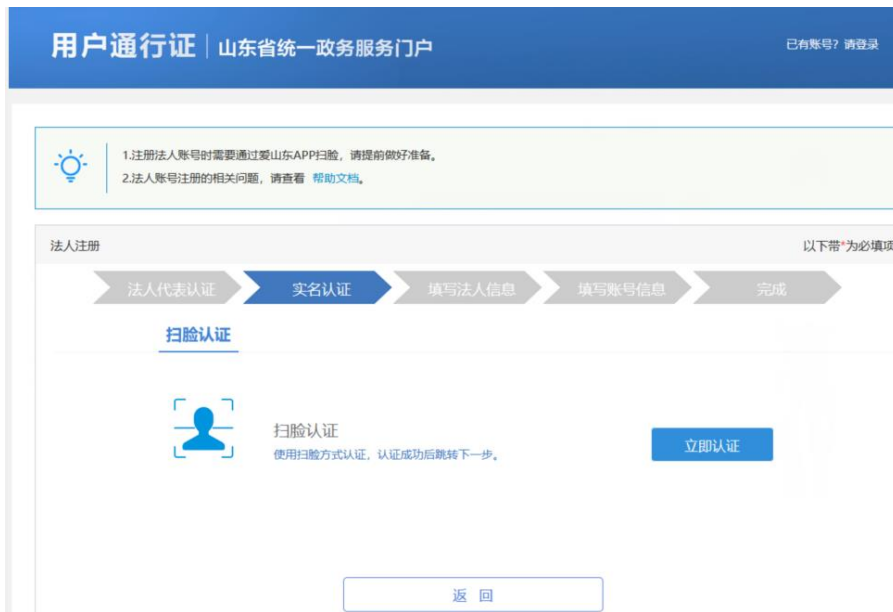 用户通行证 | 山东省统一政务服务门户
已有账号？请登录
1.注册法人账号时需要通过爱山东APP扫脸，请提前做好准备。
2.法人账号注册的相关问题，请查看 帮助文档。
法人注册
以下带*为必填项
法人代表认证
实名认证
填写法人信息
填写账号信息
完成
扫脸认证
扫脸认证
使用扫脸方式认证，认证成功后跳转下一步。
立即认证
返 回